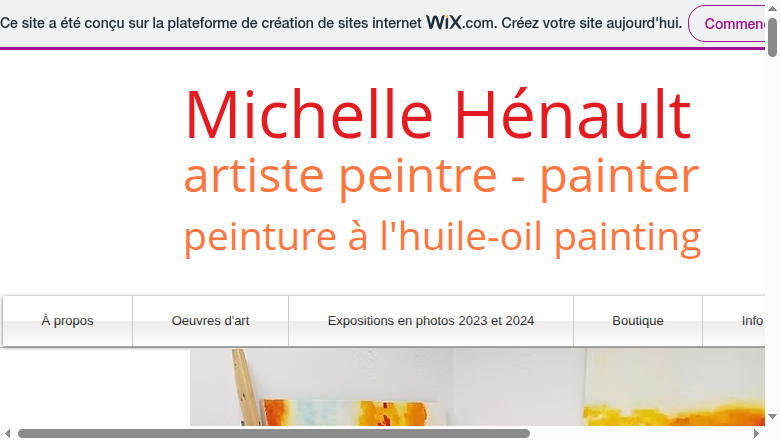 Ce site a été conçu sur la plateforme de création de sites internet WiX.com. Créez votre site aujourd'hui.
Michelle Hénault
artiste peintre - painter
peinture à l'huile-oil painting
À propos
Oeuvres d'art
Expositions en photos 2023 et 2024
Boutique
Info